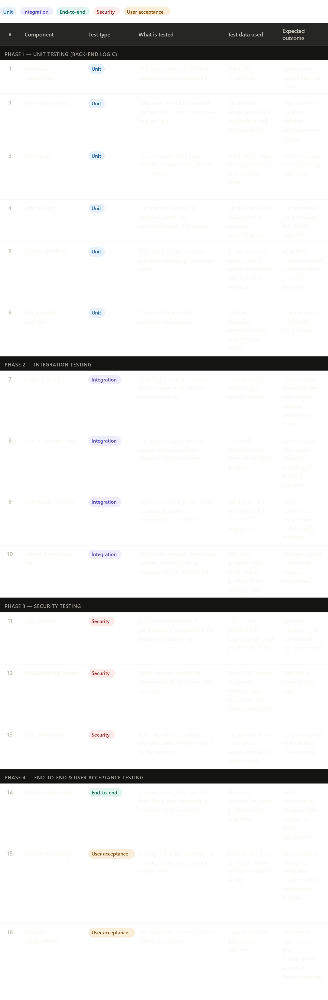 Unit Integration End-to-end Security User acceptance
# Component Test type What is tested Test data used Expected outcome
PHASE 1 — UNIT TESTING (BACK-END LOGIC)
1 Database connection Unit PHP can connect to MySQL database using credentials Valid DB credentials Connection established, no errors
2 User registration Unit New user record is inserted; password is hashed not stored in plain text Valid name, email, password; duplicate email; missing fields User created / duplicate rejected / validation error shown
3 User login Unit Correct credentials start session; incorrect credentials are rejected Valid credentials; wrong password; non-existent email Session created / error message displayed
4 Add to cart Unit Cart record inserted or updated; stock not decremented at this stage Valid product ID; quantity of 0; quantity exceeding stock Cart updated / error message for invalid quantity
5 Search and filter Unit SQL query returns correct products matching term and filters Known product name, partial name, no match; SQL injection attempt Matching results returned / empty results / no SQL executed
6 Stock update (admin) Unit Stock quantity updates correctly in database Valid new quantity; negative value; non-numeric input Stock updated / validation error shown
PHASE 2 — INTEGRATION TESTING
7 Login + session Integration After login, session persists across pages and controls access correctly Customer login; admin login; session expiry Correct pages accessible per role; expired session redirects to login
8 Cart + product data Integration Cart page fetches product names and prices from products table correctly Cart with multiple items; cart with deleted product Correct totals displayed / graceful handling of missing product
9 Checkout + orders Integration Order is created, order_items populated, stock decremented, cart cleared Valid cart, cart with one out-of-stock item; empty cart Order confirmed / error shown / redirect with message
10 Admin dashboard + DB Integration Admin can view all orders and update product listings; changes reflect immediately Add new product; edit price; delete product with existing orders Changes saved / referential integrity maintained
PHASE 3 — SECURITY TESTING
11 SQL injection Security All form inputs and URL parameters are protected via prepared statements ' OR 1=1 -- injected into login, search, and product ID fields No data returned / no unintended query executed
12 Unauthorised access Security Admin pages cannot be accessed without admin role in session Direct URL access to /admin without login; customer role trying admin URL Redirect to login or 403 page
13 XSS prevention Security User-submitted content is escaped before being output to the browser <script>alert('xss')</script> in name, review, or search fields Script rendered as plain text, not executed
PHASE 4 — END-TO-END & USER ACCEPTANCE TESTING
14 Full purchase flow End-to-end A user can register, browse, add items, and complete a checkout in one session New user account, multiple products, valid checkout Order confirmation shown; order appears in admin dashboard
15 Responsive design User acceptance All pages display correctly on mobile, tablet, and desktop screen sizes Chrome DevTools at 375px, 768px, 1280px viewport widths No overlapping elements; navigation usable; buttons tappable on mobile
16 Browser compatibility User acceptance Site functions correctly across different browsers Chrome, Firefox, Edge (latest versions) Consistent appearance and functionality across all tested browsers